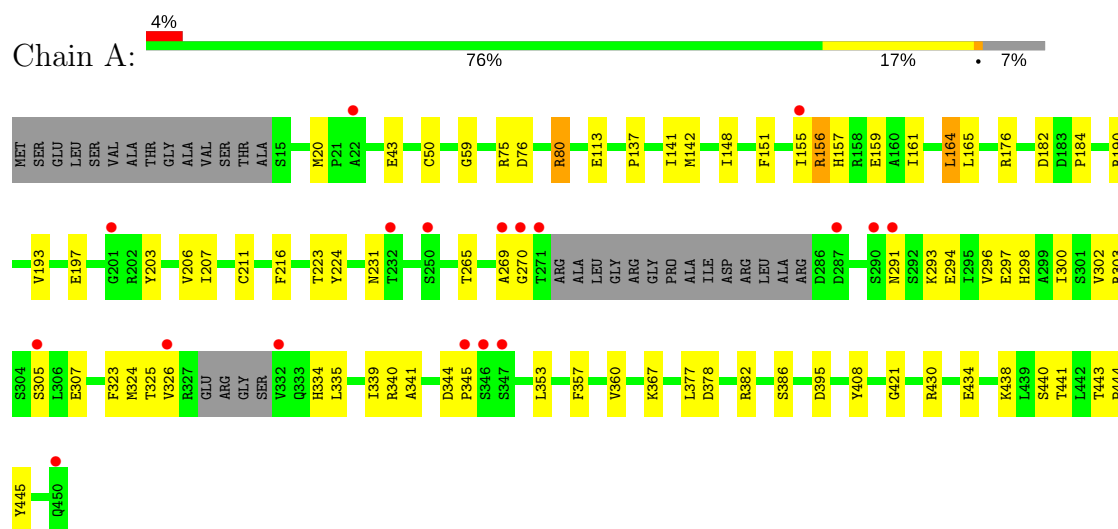 4%
Chain A:
76% 17% • 7%
MET SER GLU LEU SER VAL ALA THR GLY ALA VAL SER THR ALA S15 M20 P21 A22 E43 C50 G59 R75 D76 R80 E113 P137 I141 M142 I148 F151 I155 R156 H157 R158 E159 A160 I161 L164 L165 R176 D182 D183 P184
V193 E197 G201 R202 Y203 V206 I207 C211 F216 T223 Y224 N231 T232 S250 T265 A269 G270 T271 ARG ALA LEU GLY ARG GLY PRO ALA ILE ASP ARG LEU ALA ARG D286 D287 S290 N291 S292 K293 E294 I295 V296 E297 H298 A299 I300 S301 V302
S304 S305 L306 E307 F323 M324 T325 V326 R327 GLU ARG GLY SER V332 Q333 H334 L335 I339 R340 A341 D344 P345 S346 S347 L353 F357 V360 K367 L377 D378 R382 S386 D395 Y408 G421 R430 E434 K438 L439 S440 T441 L442 T443
Y445 Q450